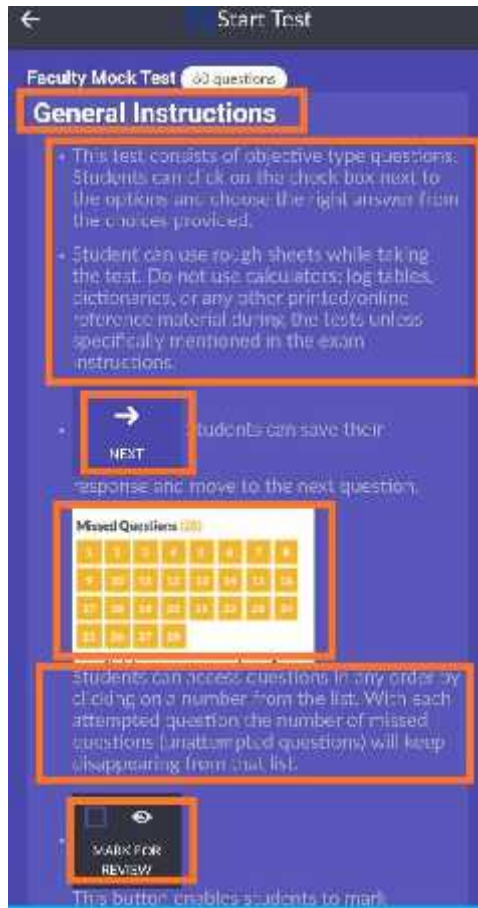 Start Test
Faculty Mock Test 60 questions
General Instructions
• This test consists of objective type questions.
Students can click on the check box next to
the options and choose the right answer from
the choices provided.
• Student can use rough sheets while taking
the test. Do not use calculators, log tables,
dictionaries, or any other printed/online
reference material during the tests unless
specifically mentioned in the exam
instructions.
NEXT
Students can save their
response and move to the next question.
Missed Questions (28)
1 2 3 4 5 6 7 8
9 10 11 12 13 14 15 16
17 18 19 20 21 22 23 24
25 26 27 28
Students can access questions in any order by
clicking on a number from the list. With each
attempted question the number of missed
questions (unattempted questions) will keep
disappearing from that list.
MARK FOR
REVIEW
This button enables students to mark